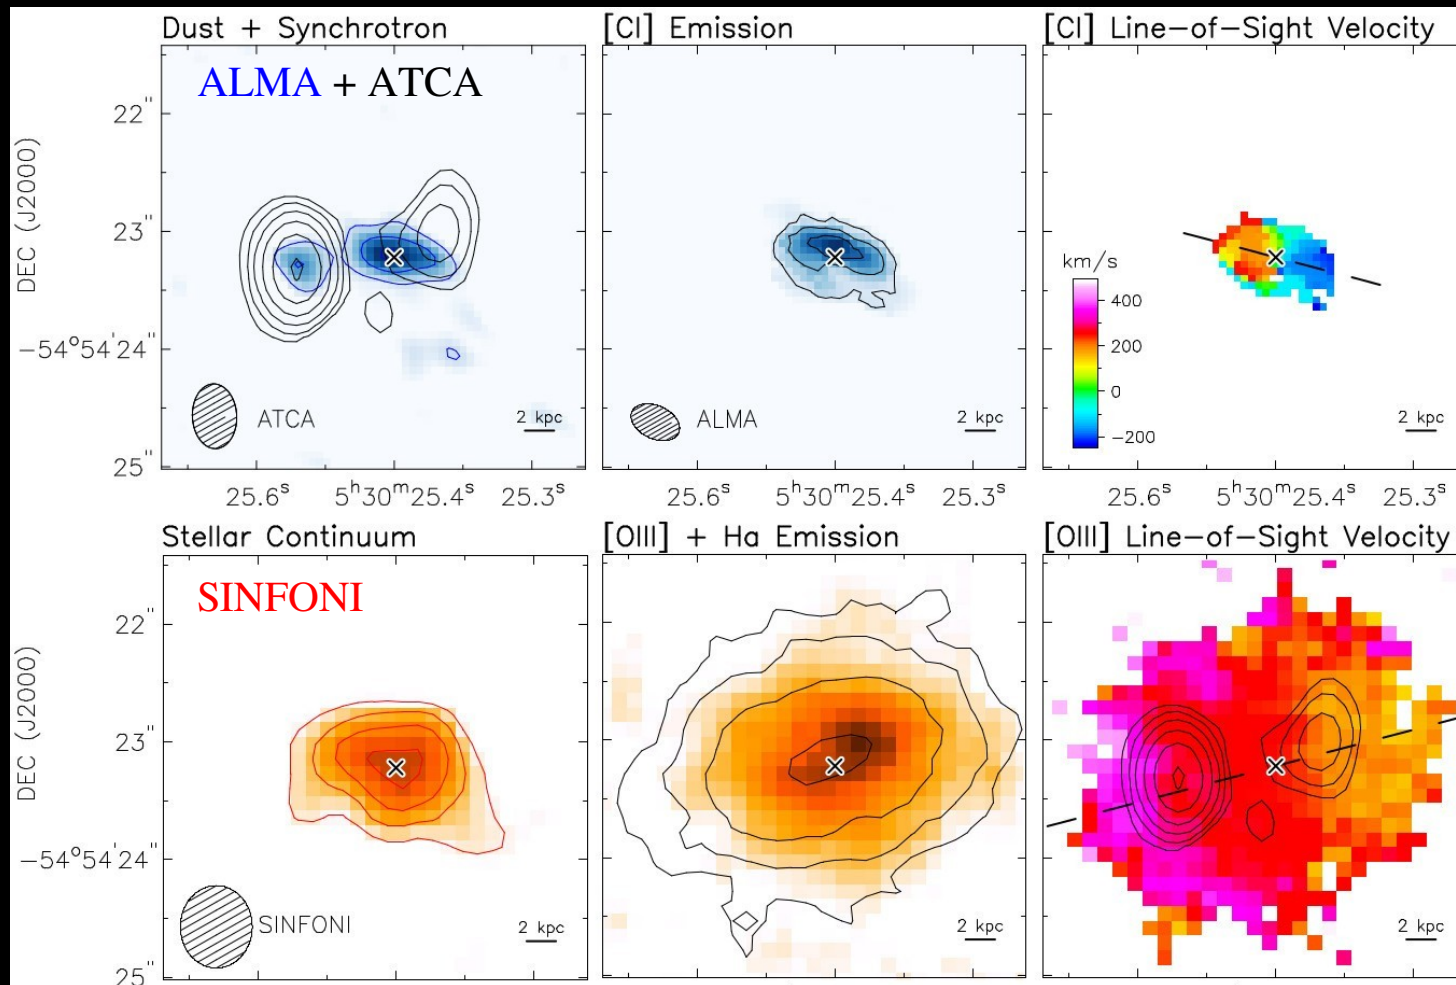 Dust + Synchrotron
ALMA + ATCA
DEC (J2000)
22"
23"
−54°54'24"
25"
ATCA
2 kpc
25.6ˢ 5ʰ30ᵐ25.4ˢ 25.3ˢ
[CI] Emission
ALMA
2 kpc
25.6ˢ 5ʰ30ᵐ25.4ˢ 25.3ˢ
[CI] Line−of−Sight Velocity
km/s
400
200
0
−200
2 kpc
25.6ˢ 5ʰ30ᵐ25.4ˢ 25.3ˢ
Stellar Continuum
SINFONI
DEC (J2000)
22"
23"
−54°54'24"
25"
SINFONI
2 kpc
[OIII] + Ha Emission
2 kpc
[OIII] Line−of−Sight Velocity
2 kpc